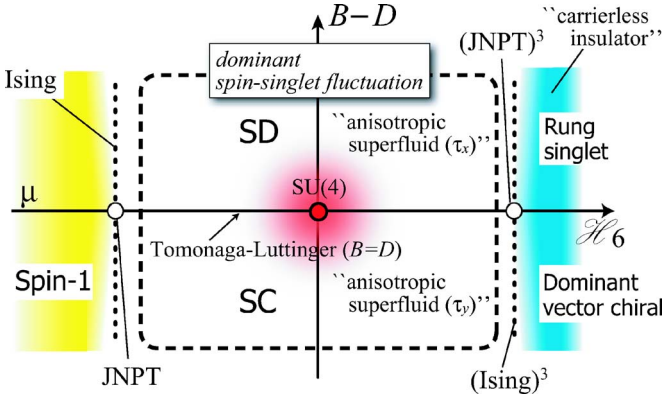 B−D
``carrierless
insulator''
(JNPT)³
dominant
spin-singlet fluctuation
Ising
SD
``anisotropic
superfluid (τx)''
Rung
singlet
SU(4)
μ
ℋ6
Tomonaga-Luttinger (B=D)
Spin-1
SC
``anisotropic
superfluid (τy)''
Dominant
vector chiral
JNPT
(Ising)³